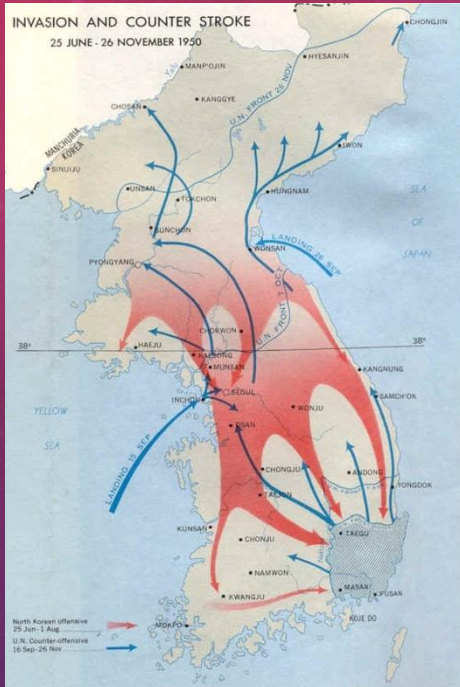 INVASION AND COUNTER STROKE
25 JUNE - 26 NOVEMBER 1950
CHONGJIN
HYESANJIN
MANP'OJIN
KANGGYE
CHOSAN
U.N. FRONT 25 NOV
MANCHURIA
KOREA
SINUIJU
IWON
UNSAN
TOKCHON
HUNGNAM
SEA
OF
JAPAN
SUNCHON
PYONGYANG
WONSAN
LANDING 26 SEP
U.N. FRONT 7 OCT
CHORWON
38°
HAEJU
38°
KAESONG
MUNSAN
KANGNUNG
SEOUL
INCHON
SAMCH'OK
YELLOW
SEA
WONJU
OSAN
LANDING 15 SEP
CHONGJU
ANDONG
TAEJON
YONGDOK
KUNSAN
TAEGU
CHONJU
NAMWON
KWANGJU
MASAN
PUSAN
KOJE DO
MOKPO
North Korean offensive
25 Jun-1 Aug
U.N. Counter-offensive
16 Sep-26 Nov